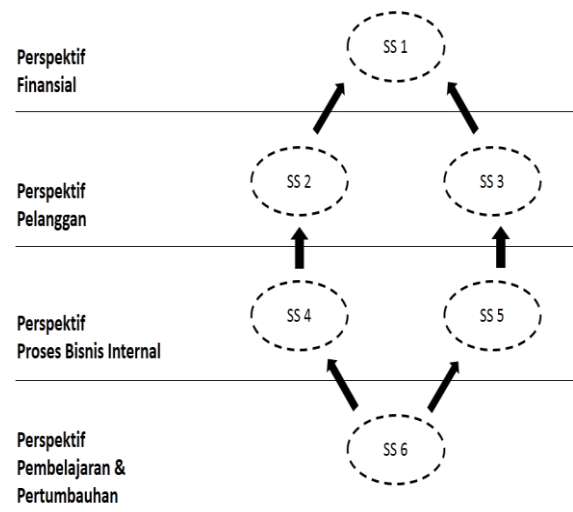 SS 1
Perspektif
Finansial
SS 2
SS 3
Perspektif
Pelanggan
SS 4
SS 5
Perspektif
Proses Bisnis Internal
SS 6
Perspektif
Pembelajaran &
Pertumbauhan